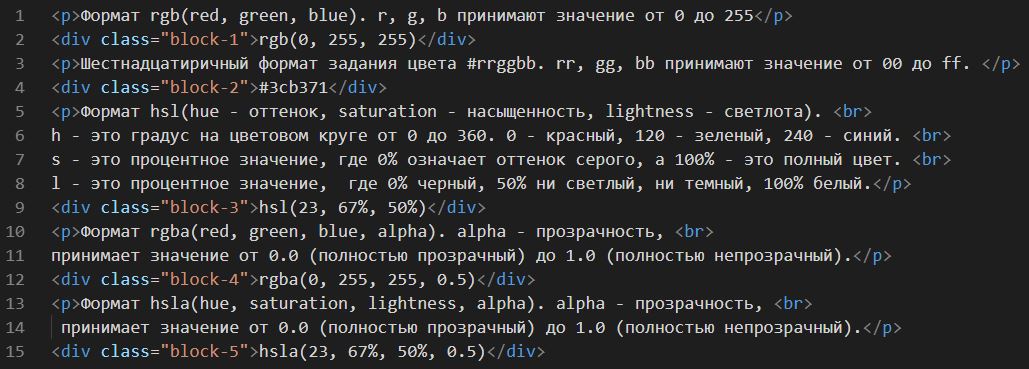 1 <p>Формат rgb(red, green, blue). r, g, b принимают значение от 0 до 255</p>
2 <div class="block-1">rgb(0, 255, 255)</div>
3 <p>Шестнадцатиричный формат задания цвета #rrggbb. rr, gg, bb принимают значение от 00 до ff. </p>
4 <div class="block-2">#3cb371</div>
5 <p>Формат hsl(hue - оттенок, saturation - насыщенность, lightness - светлота). <br>
6 h - это градус на цветовом круге от 0 до 360. 0 - красный, 120 - зеленый, 240 - синий. <br>
7 s - это процентное значение, где 0% означает оттенок серого, а 100% - это полный цвет. <br>
8 l - это процентное значение,  где 0% черный, 50% ни светлый, ни темный, 100% белый.</p>
9 <div class="block-3">hsl(23, 67%, 50%)</div>
10 <p>Формат rgba(red, green, blue, alpha). alpha - прозрачность, <br>
11 принимает значение от 0.0 (полностью прозрачный) до 1.0 (полностью непрозрачный).</p>
12 <div class="block-4">rgba(0, 255, 255, 0.5)</div>
13 <p>Формат hsla(hue, saturation, lightness, alpha). alpha - прозрачность, <br>
14  принимает значение от 0.0 (полностью прозрачный) до 1.0 (полностью непрозрачный).</p>
15 <div class="block-5">hsla(23, 67%, 50%, 0.5)</div>